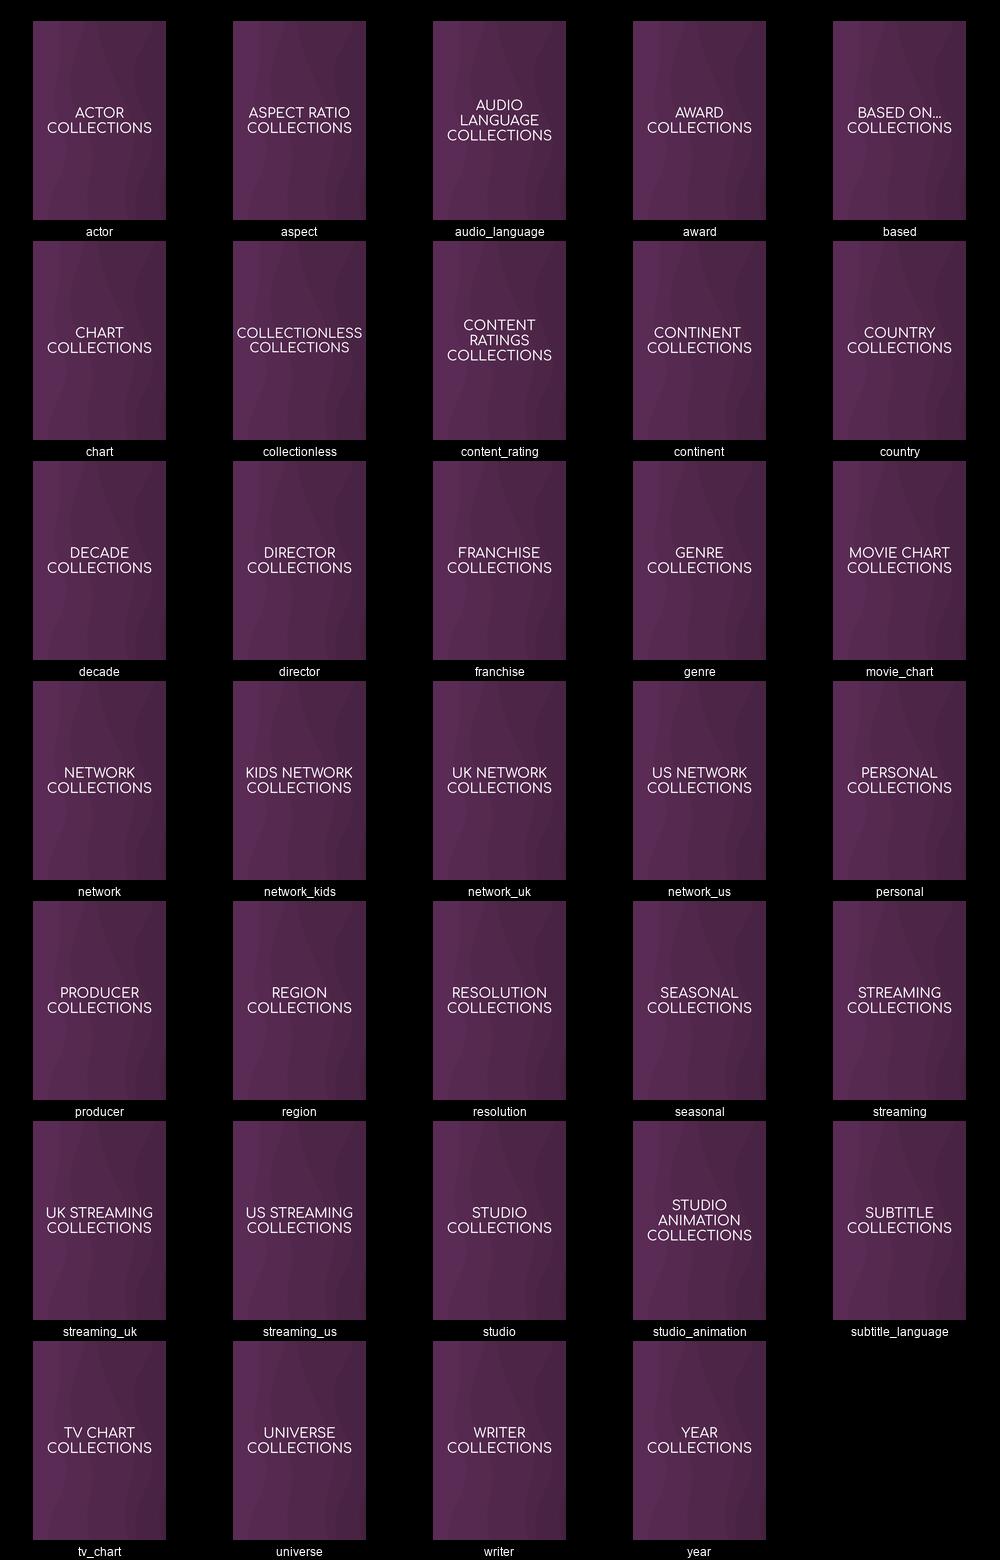 ACTOR
COLLECTIONS
actor
ASPECT RATIO
COLLECTIONS
aspect
AUDIO
LANGUAGE
COLLECTIONS
audio_language
AWARD
COLLECTIONS
award
BASED ON...
COLLECTIONS
based
CHART
COLLECTIONS
chart
COLLECTIONLESS
COLLECTIONS
collectionless
CONTENT
RATINGS
COLLECTIONS
content_rating
CONTINENT
COLLECTIONS
continent
COUNTRY
COLLECTIONS
country
DECADE
COLLECTIONS
decade
DIRECTOR
COLLECTIONS
director
FRANCHISE
COLLECTIONS
franchise
GENRE
COLLECTIONS
genre
MOVIE CHART
COLLECTIONS
movie_chart
NETWORK
COLLECTIONS
network
KIDS NETWORK
COLLECTIONS
network_kids
UK NETWORK
COLLECTIONS
network_uk
US NETWORK
COLLECTIONS
network_us
PERSONAL
COLLECTIONS
personal
PRODUCER
COLLECTIONS
producer
REGION
COLLECTIONS
region
RESOLUTION
COLLECTIONS
resolution
SEASONAL
COLLECTIONS
seasonal
STREAMING
COLLECTIONS
streaming
UK STREAMING
COLLECTIONS
streaming_uk
US STREAMING
COLLECTIONS
streaming_us
STUDIO
COLLECTIONS
studio
STUDIO
ANIMATION
COLLECTIONS
studio_animation
SUBTITLE
COLLECTIONS
subtitle_language
TV CHART
COLLECTIONS
tv_chart
UNIVERSE
COLLECTIONS
universe
WRITER
COLLECTIONS
writer
YEAR
COLLECTIONS
year